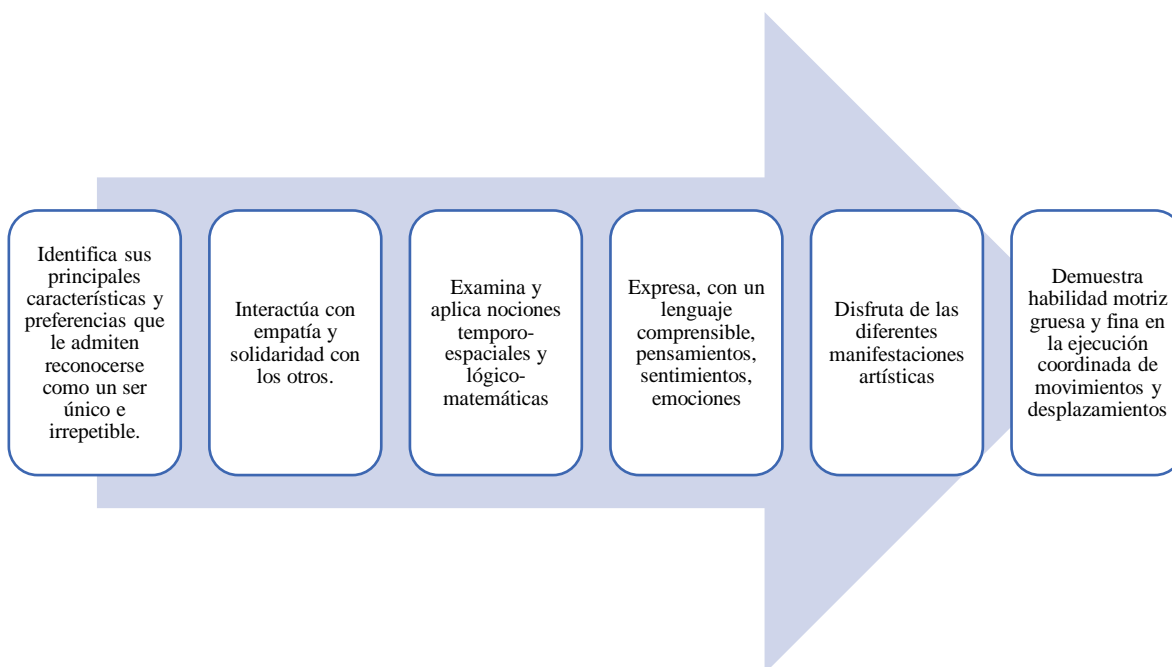 Identifica sus
principales
características y
preferencias que
le admiten
reconocerse
como un ser
único e
irrepetible.
Interactúa con
empatía y
solidaridad con
los otros.
Examina y
aplica nociones
temporo-
espaciales y
lógico-
matemáticas
Expresa, con un
lenguaje
comprensible,
pensamientos,
sentimientos,
emociones
Disfruta de las
diferentes
manifestaciones
artísticas
Demuestra
habilidad motriz
gruesa y fina en
la ejecución
coordinada de
movimientos y
desplazamientos